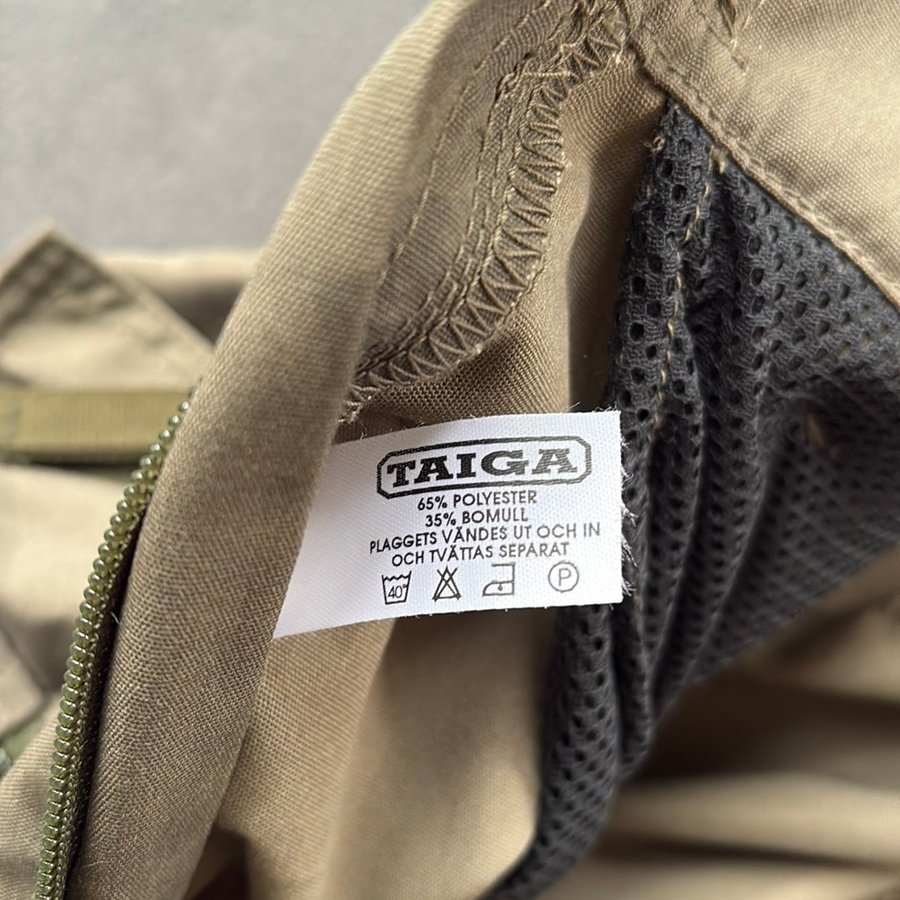 TAIGA
65% POLYESTER
35% BOMULL
PLAGGETS VÄNDES UT OCH IN
OCH TVÄTTAS SEPARAT
40° P